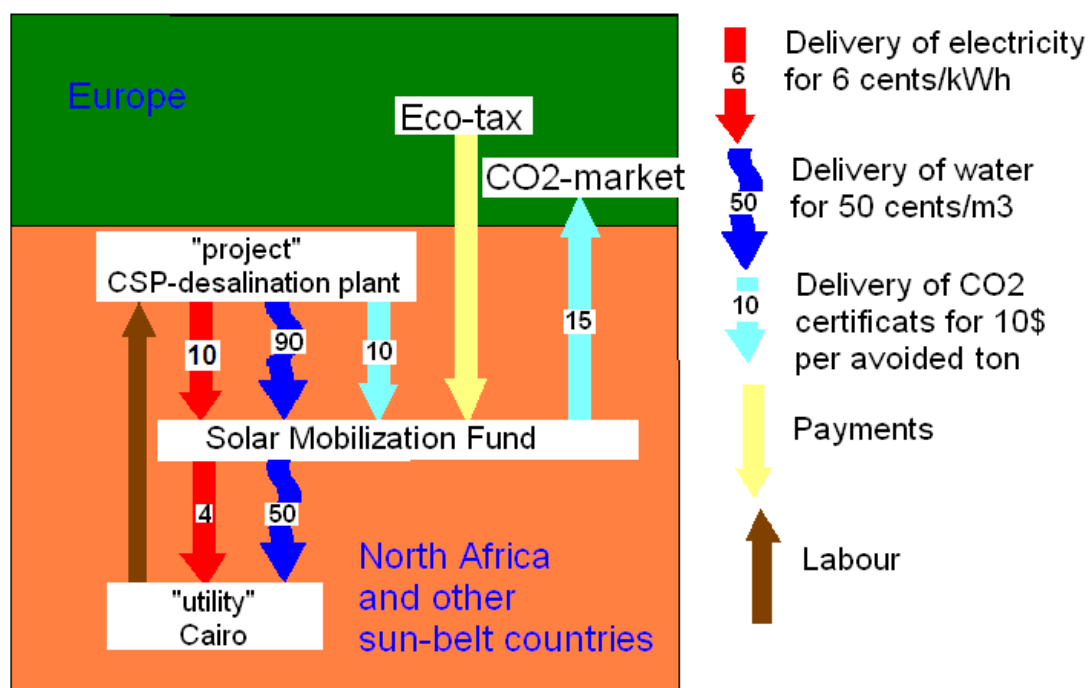 Europe
Eco-tax
CO2-market
"project"
CSP-desalination plant
10
90
10
15
Solar Mobilization Fund
4
50
"utility"
Cairo
North Africa
and other
sun-belt countries
6
Delivery of electricity
for 6 cents/kWh
50
Delivery of water
for 50 cents/m3
10
Delivery of CO2
certificats for 10$
per avoided ton
Payments
Labour